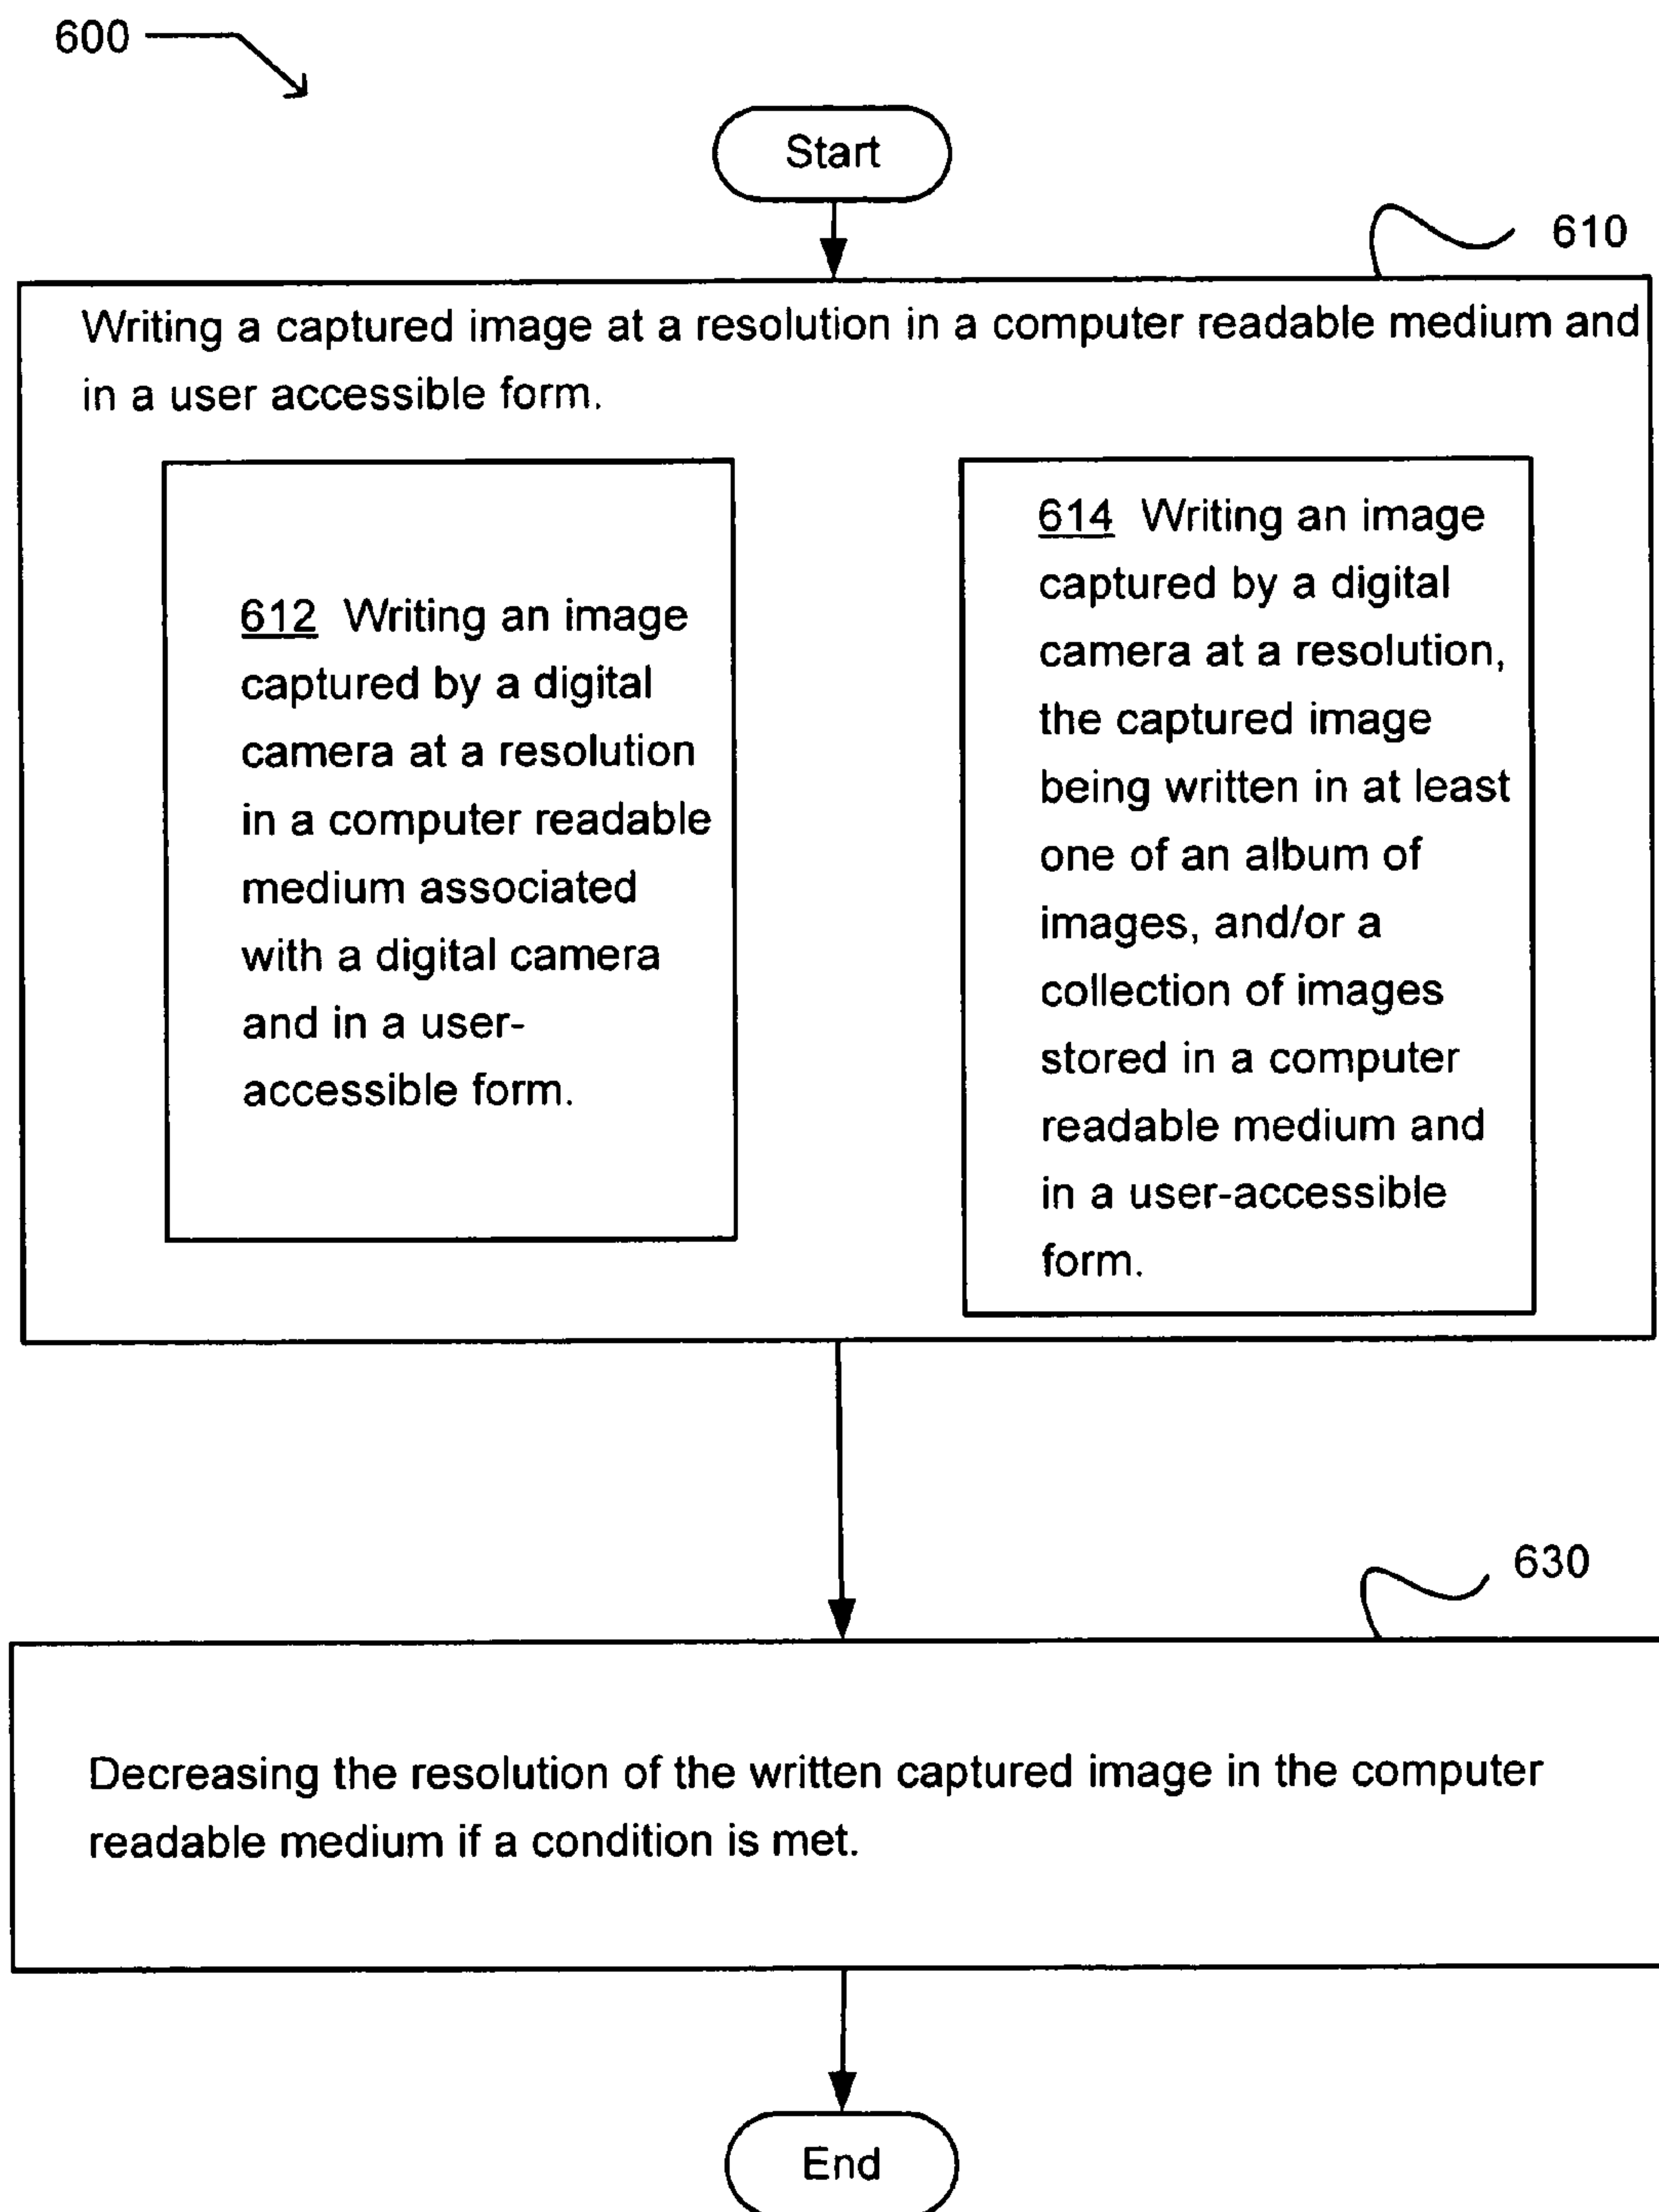 600
Start
610
Writing a captured image at a resolution in a computer readable medium and
in a user accessible form.
612 Writing an image
captured by a digital
camera at a resolution
in a computer readable
medium associated
with a digital camera
and in a user-
accessible form.
614 Writing an image
captured by a digital
camera at a resolution,
the captured image
being written in at least
one of an album of
images, and/or a
collection of images
stored in a computer
readable medium and
in a user-accessible
form.
630
Decreasing the resolution of the written captured image in the computer
readable medium if a condition is met.
End